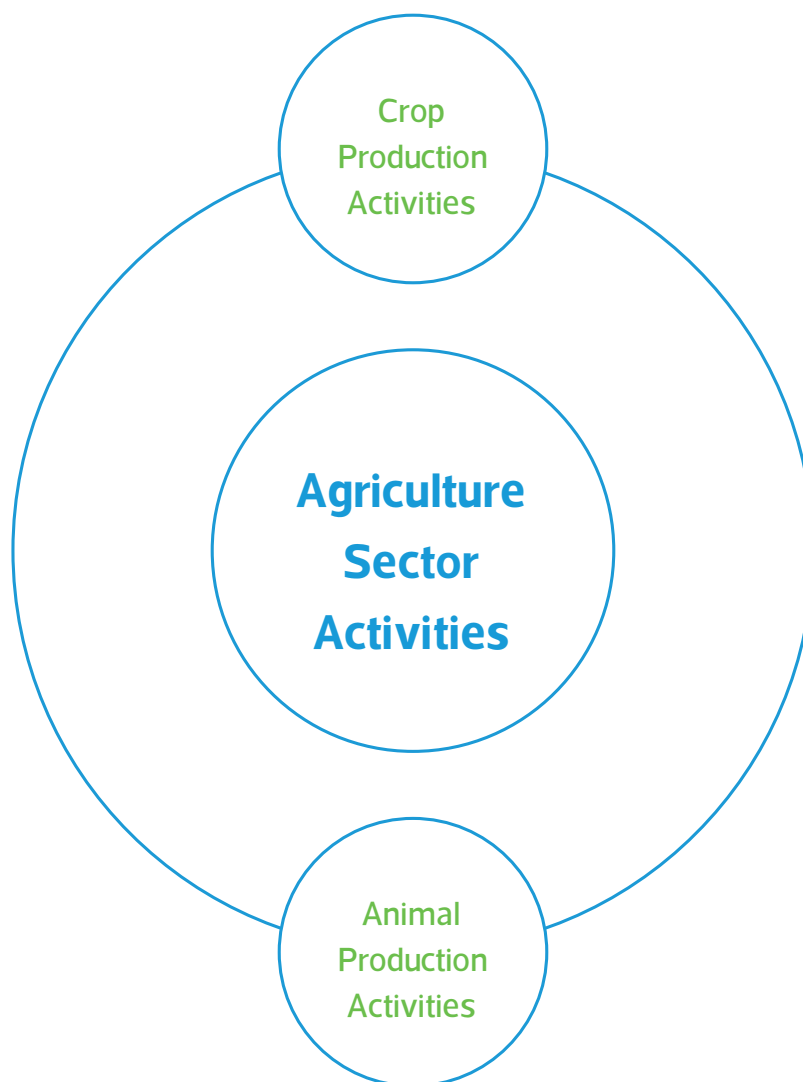 Crop
Production
Activities
Agriculture
Sector
Activities
Animal
Production
Activities